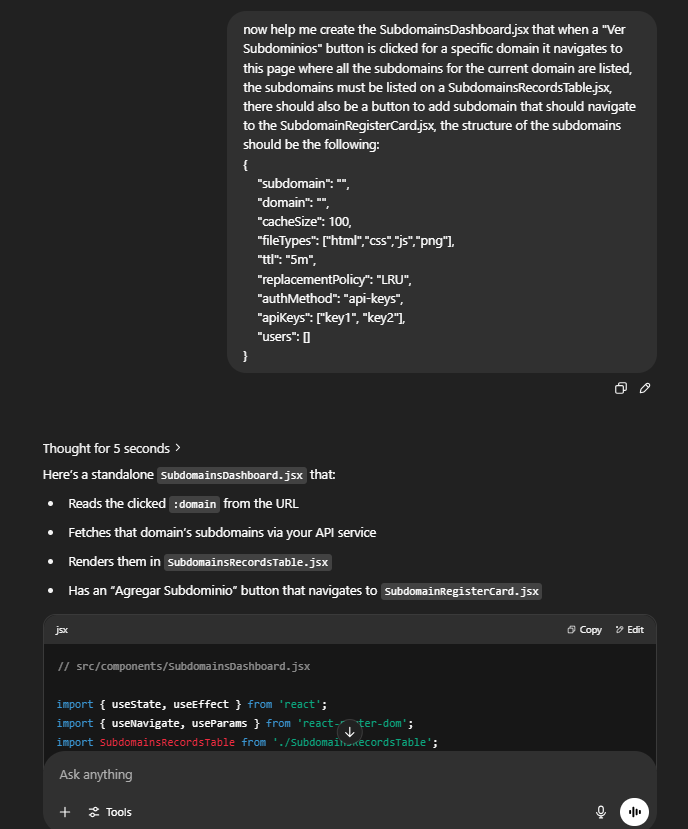 now help me create the SubdomainsDashboard.jsx that when a "Ver
Subdominios" button is clicked for a specific domain it navigates to
this page where all the subdomains for the current domain are listed,
the subdomains must be listed on a SubdomainsRecordsTable.jsx,
there should also be a button to add subdomain that should navigate
to the SubdomainRegisterCard.jsx, the structure of the subdomains
should be the following:
{
"subdomain": "",
"domain": "",
"cacheSize": 100,
"fileTypes": ["html","css","js","png"],
"ttl": "5m",
"replacementPolicy": "LRU",
"authMethod": "api-keys",
"apiKeys": ["key1", "key2"],
"users": []
}
Thought for 5 seconds >
Here's a standalone SubdomainsDashboard.jsx that:
• Reads the clicked :domain from the URL
• Fetches that domain's subdomains via your API service
• Renders them in SubdomainsRecordsTable.jsx
• Has an "Agregar Subdominio" button that navigates to SubdomainRegisterCard.jsx
jsx Copy Edit
// src/components/SubdomainsDashboard.jsx
import { useState, useEffect } from 'react';
import { useNavigate, useParams } from 'react-router-dom';
import SubdomainsRecordsTable from './SubdomainsRecordsTable';
Ask anything
Tools